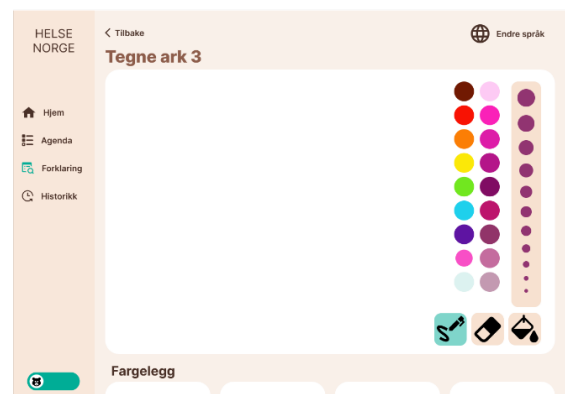 HELSE
NORGE
Hjem
Agenda
Forklaring
Historikk
Tilbake
Endre språk
Tegne ark 3
Fargelegg